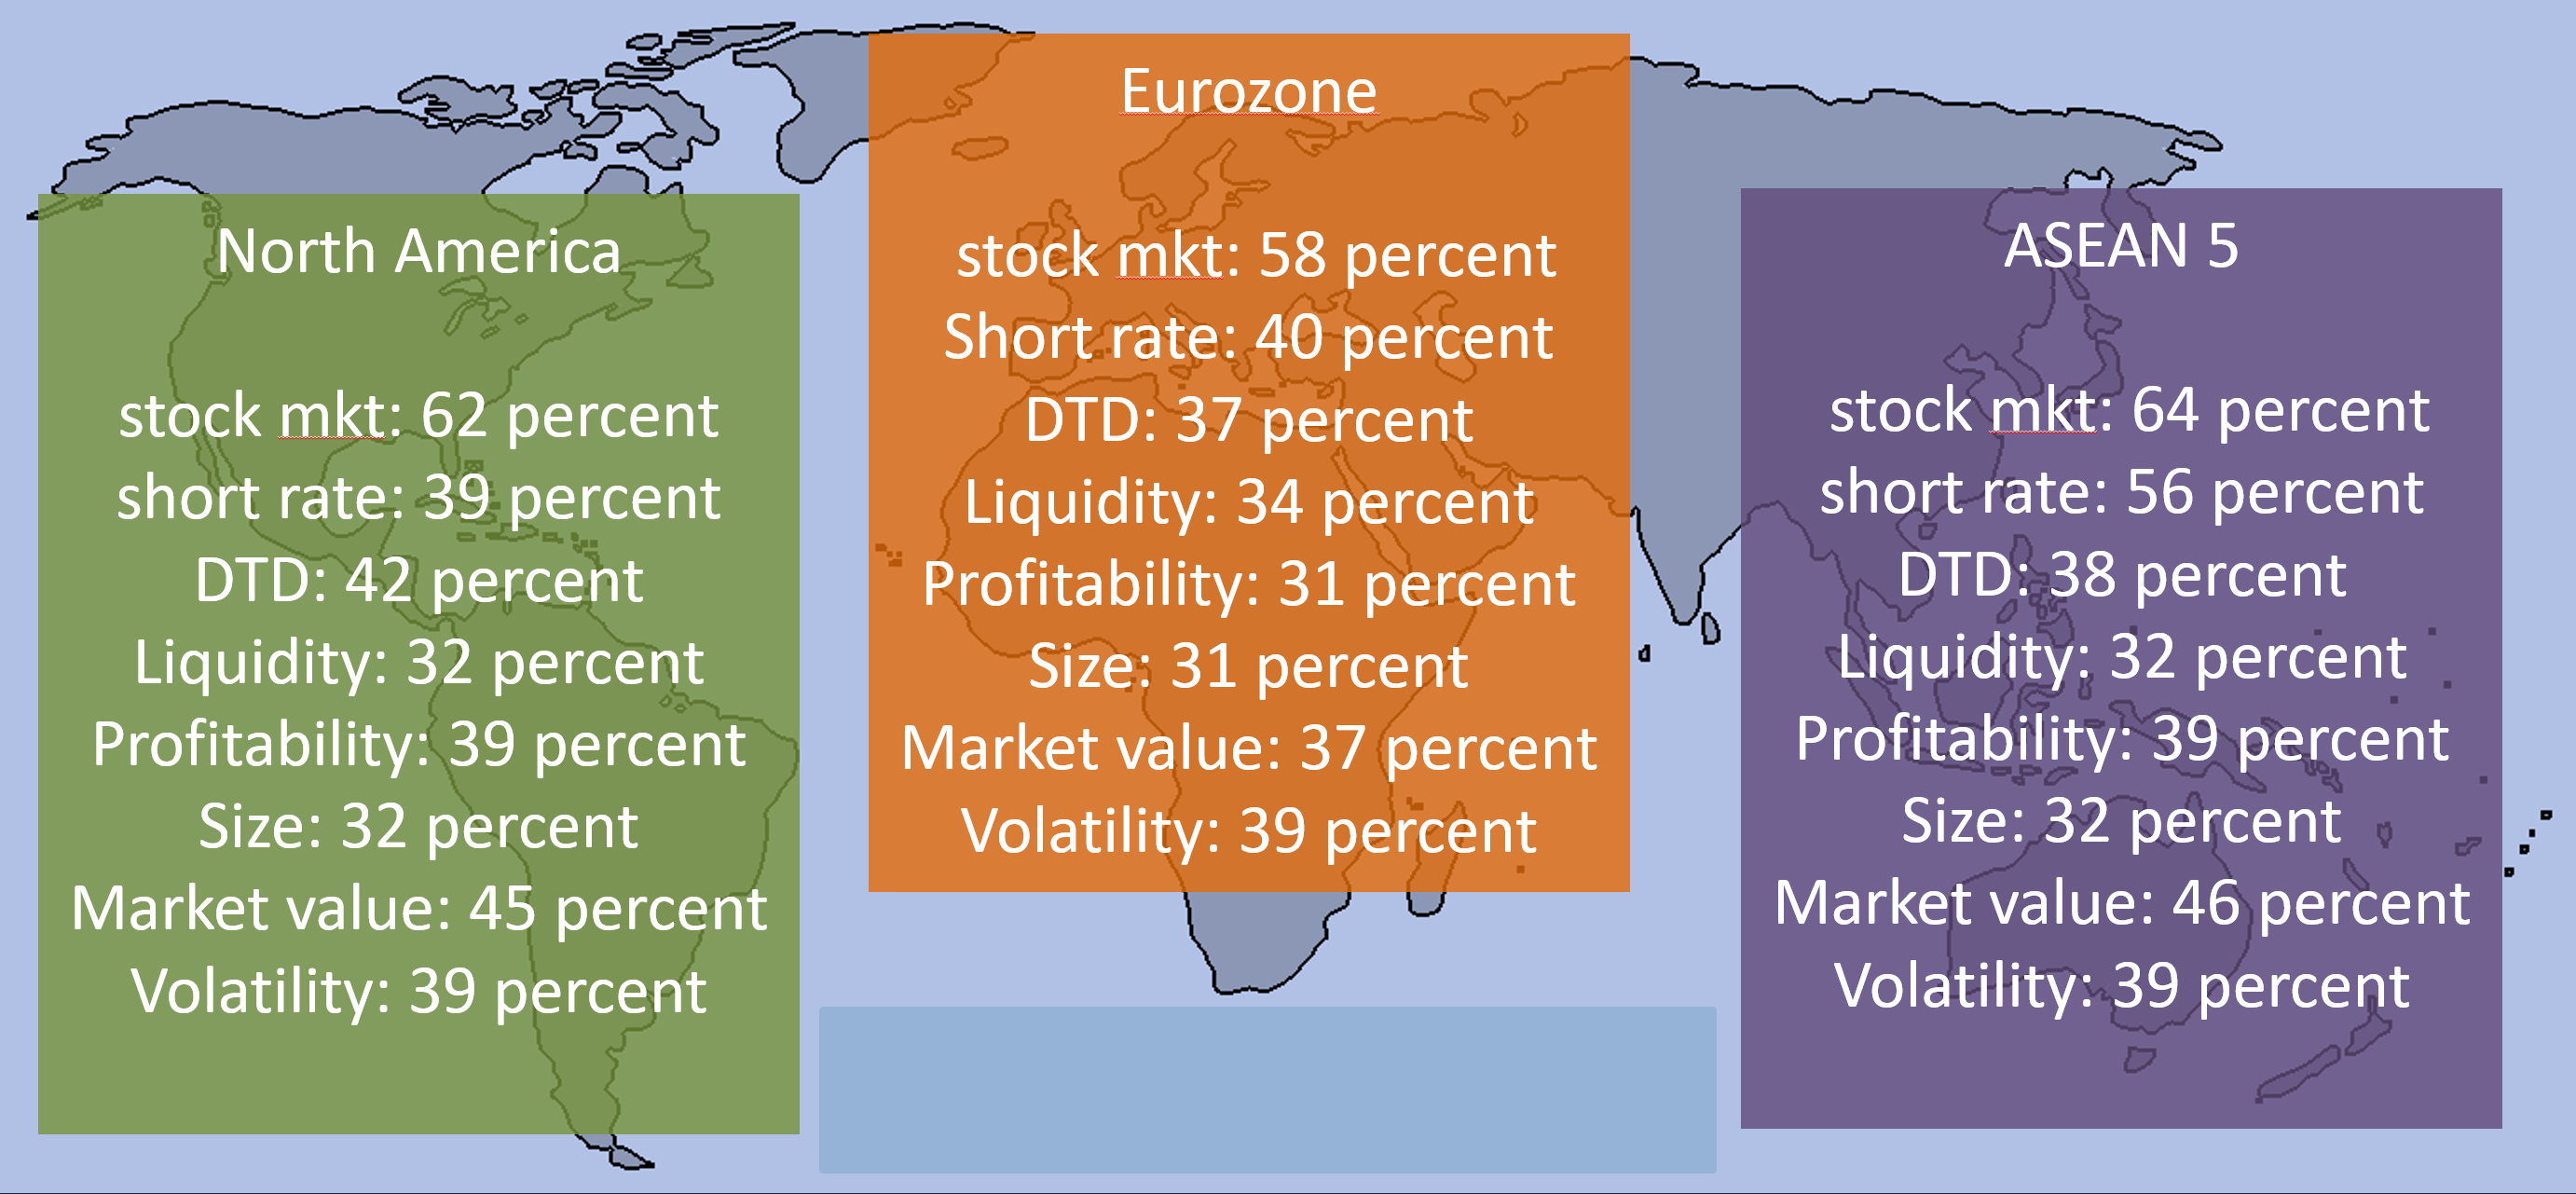 North America
stock mkt: 62 percent
short rate: 39 percent
DTD: 42 percent
Liquidity: 32 percent
Profitability: 39 percent
Size: 32 percent
Market value: 45 percent
Volatility: 39 percent
Eurozone
stock mkt: 58 percent
Short rate: 40 percent
DTD: 37 percent
Liquidity: 34 percent
Profitability: 31 percent
Size: 31 percent
Market value: 37 percent
Volatility: 39 percent
ASEAN 5
stock mkt: 64 percent
short rate: 56 percent
DTD: 38 percent
Liquidity: 32 percent
Profitability: 39 percent
Size: 32 percent
Market value: 46 percent
Volatility: 39 percent